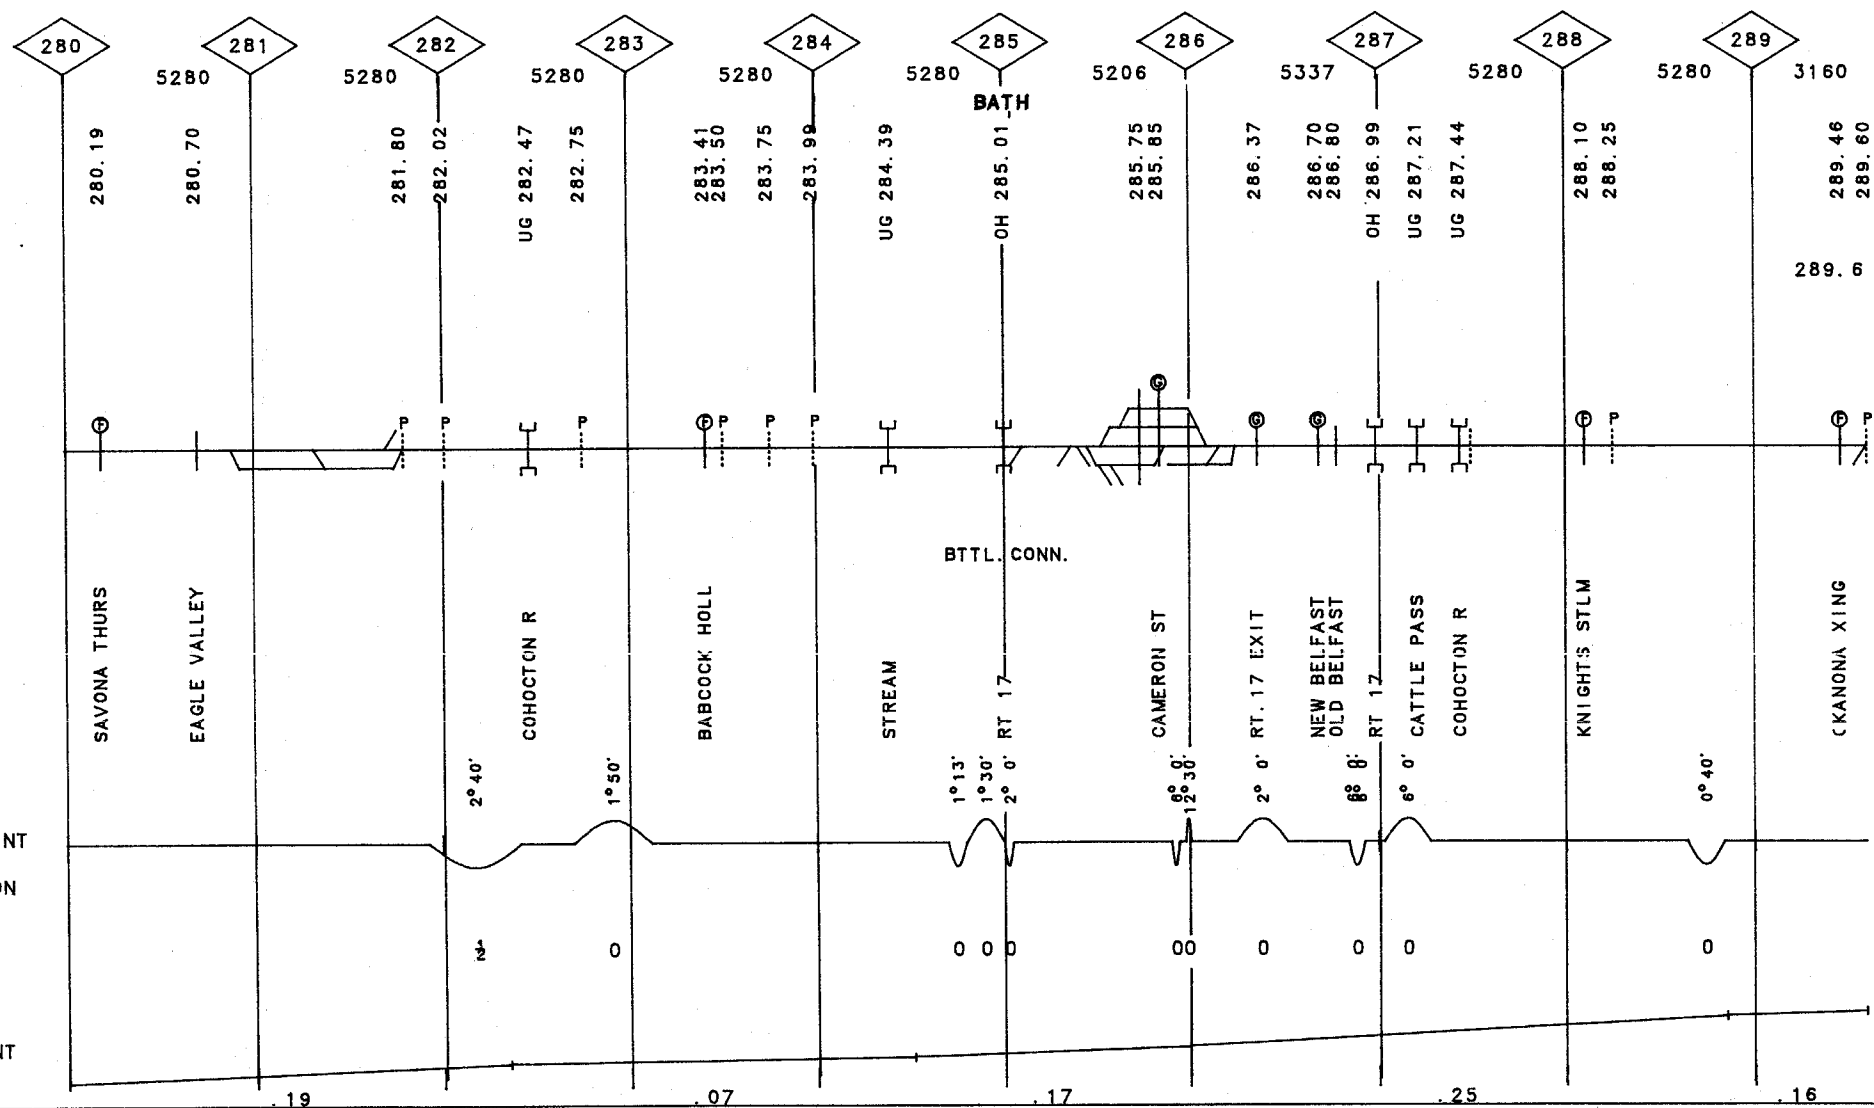 280 281 282 283 284 285 286 287 288 289
5280 5280 5280 5280 5280 5206 5337 5280 5280 3160
BATH
280.19
280.70
281.80
282.02
UG 282.47
282.75
283.41
283.50
283.75
283.99
UG 284.39
OH 285.01
285.75
285.85
286.37
286.70
286.80
OH 286.99
UG 287.21
UG 287.44
288.10
288.25
289.46
289.60
289.6
F P P F P P P G G G F P F P
BTTL. CONN.
SAVONA THURS
EAGLE VALLEY
COHOCTON R
BABCOCK HOLL
STREAM
RT 17
CAMERON ST
RT. 17 EXIT
NEW BELFAST
OLD BELFAST
RT 17
CATTLE PASS
COHOCTON R
KNIGHTS STLM
(KANONA XING
2° 40'
1° 50'
1° 13'
1° 30'
2° 0'
6° 0'
12° 30'
2° 0'
6° 0'
0° 40'
NT
ON
0 0 0 0 0 0 0 0 0 0
NT
.19 .07 .17 .25 .16